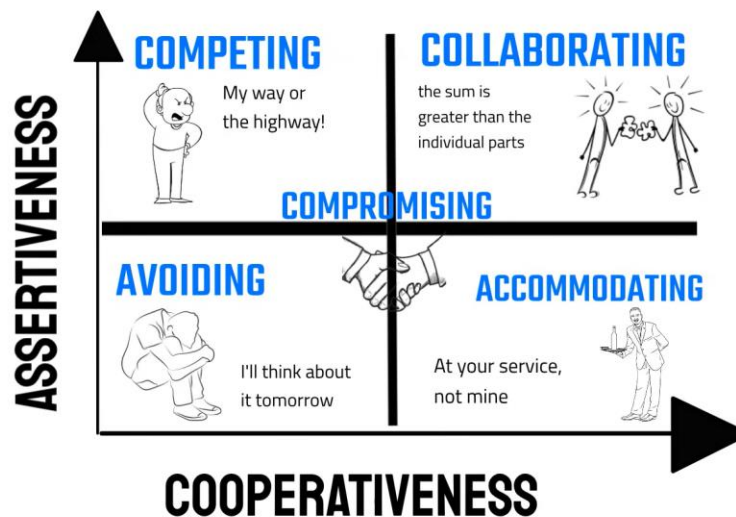 COMPETING
My way or
the highway!
COLLABORATING
the sum is
greater than the
individual parts
COMPROMISING
AVOIDING
I'll think about
it tomorrow
ACCOMMODATING
At your service,
not mine
ASSERTIVENESS
COOPERATIVENESS